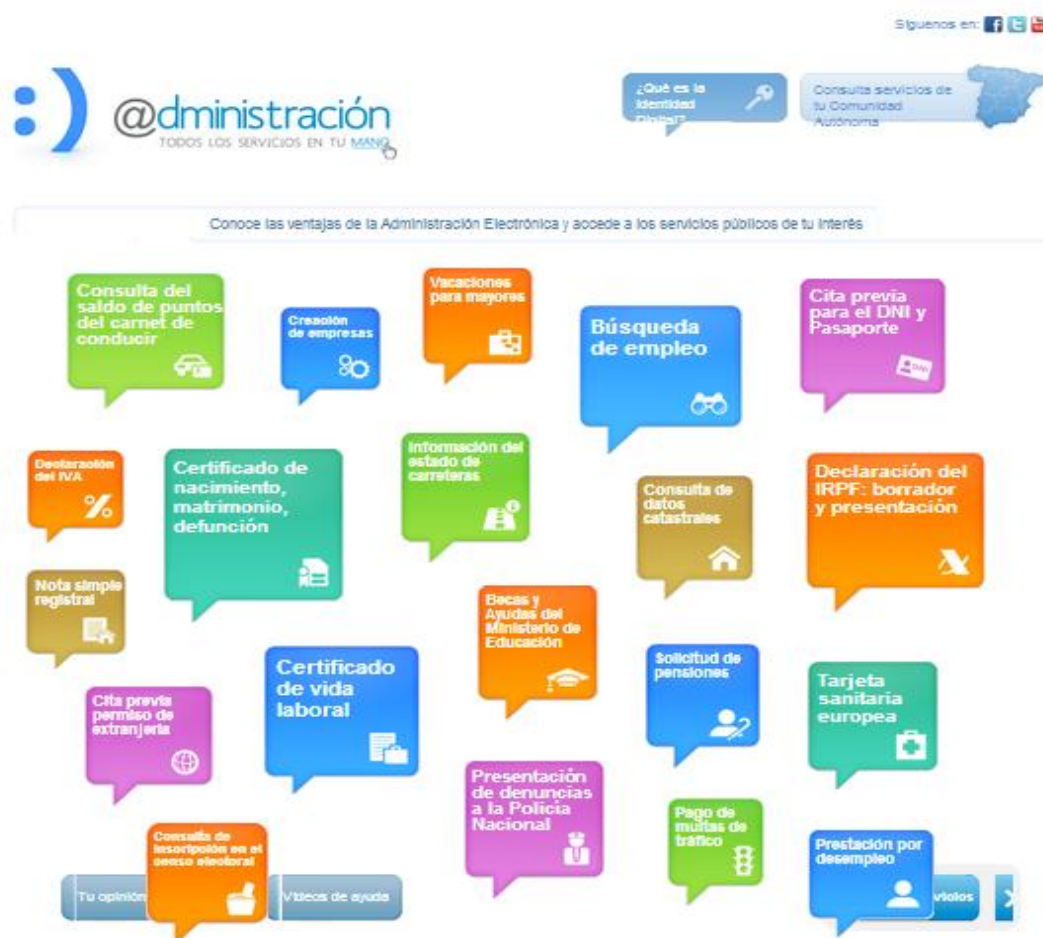 Síguenos en:
:) @dministración
TODOS LOS SERVICIOS EN TU MANO
¿Qué es la
Identidad
Digital?
Consulta servicios de
tu Comunidad
Autónoma
Conoce las ventajas de la Administración Electrónica y accede a los servicios públicos de tu interés
Consulta del
saldo de puntos
del carnet de
conducir
Creación
de empresas
Vacaciones
para mayores
Búsqueda
de empleo
Cita previa
para el DNI y
Pasaporte
DNI
Declaración
del IVA
%
Certificado de
nacimiento,
matrimonio,
defunción
Información del
estado de
carreteras
Consulta de
datos
catastrales
Declaración del
IRPF: borrador
y presentación
Nota simple
registral
Becas y
Ayudas del
Ministerio de
Educación
Cita previa
permiso de
extranjería
Certificado
de vida
laboral
Solicitud de
pensiones
Tarjeta
sanitaria
europea
Presentación
de denuncias
a la Policía
Nacional
Pago de
multas de
tráfico
Consulta de
inscripción en el
censo electoral
Prestación por
desempleo
Tu opinión
Vídeos de ayuda